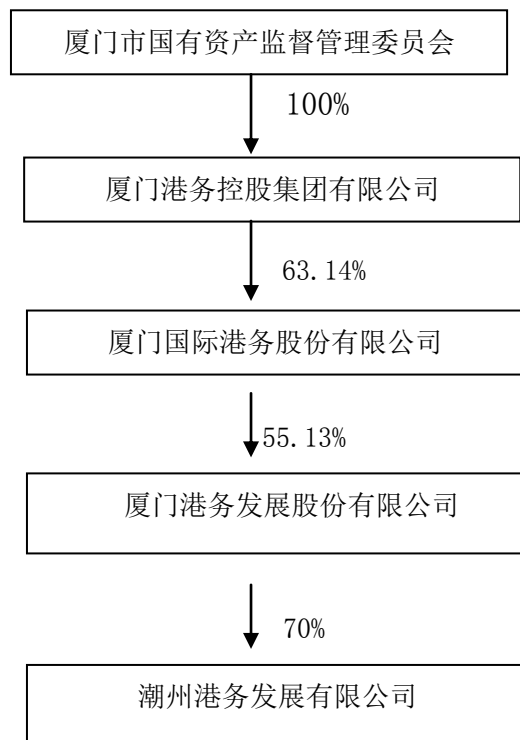 厦门市国有资产监督管理委员会
100%
厦门港务控股集团有限公司
63.14%
厦门国际港务股份有限公司
55.13%
厦门港务发展股份有限公司
70%
潮州港务发展有限公司